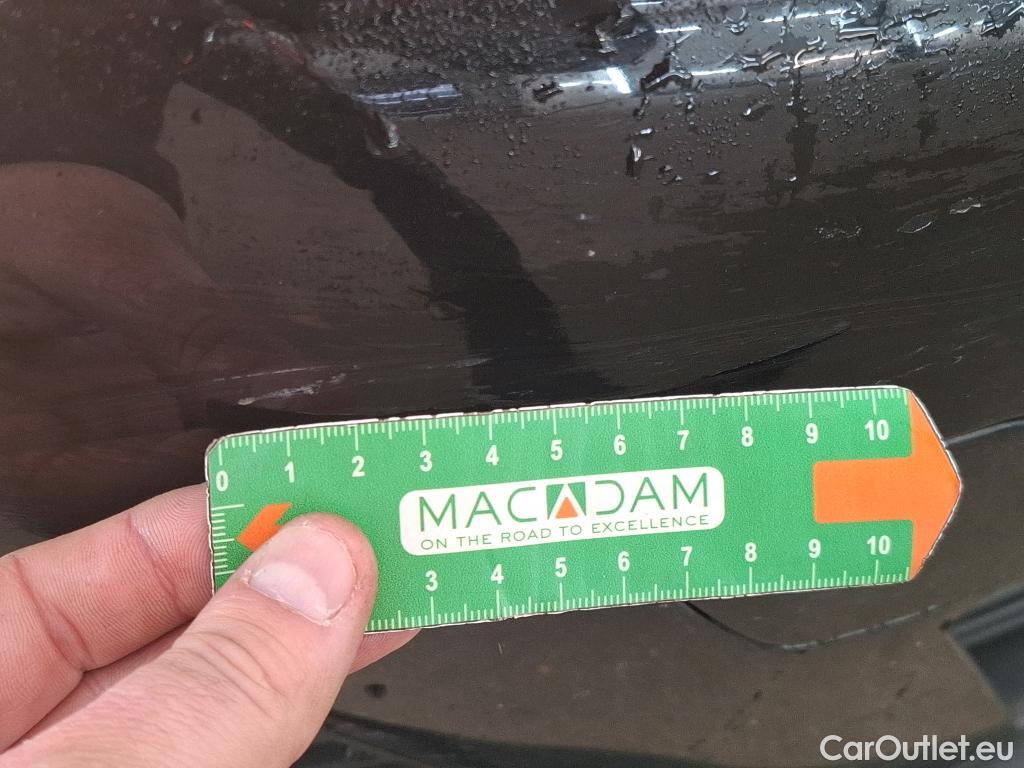 0 1 2 3 4 5 6 7 8 9 10
MACADAM
ON THE ROAD TO EXCELLENCE
3 4 5 6 7 8 9 10
CarOutlet.eu